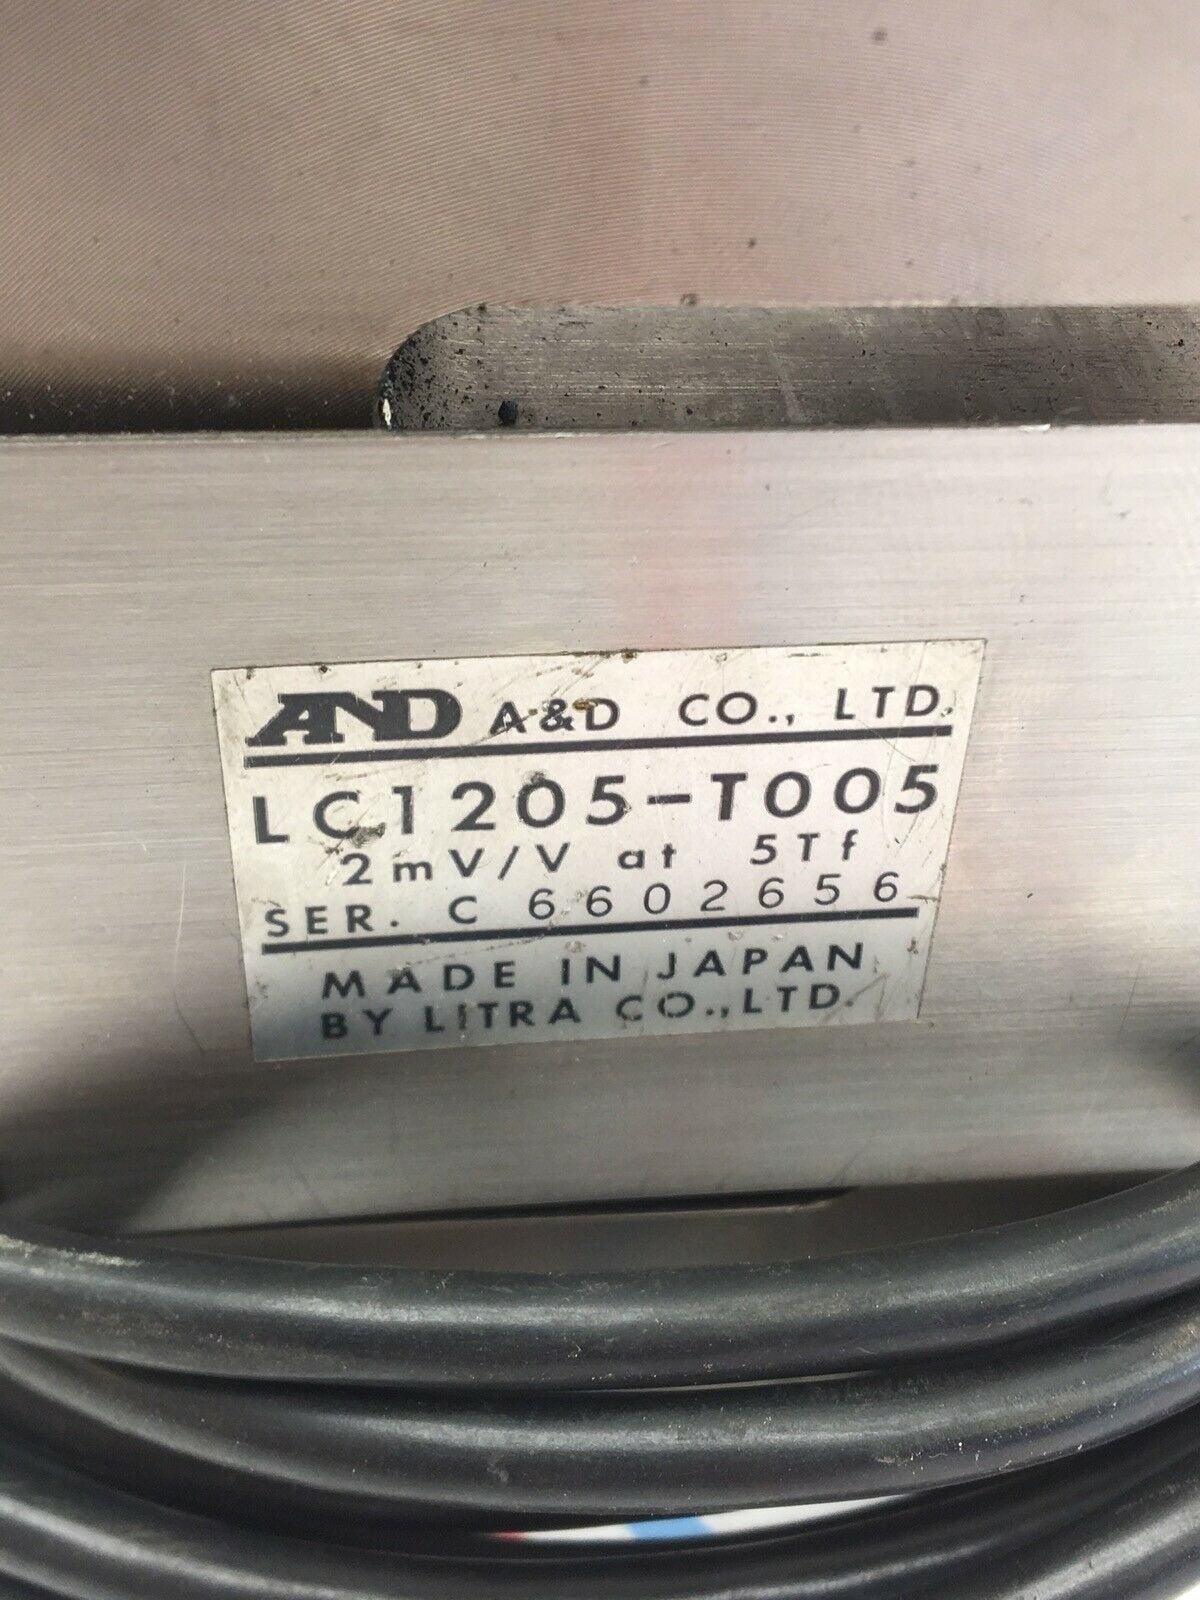 AND A&D CO., LTD.
LC1205-T005
2mV/V at 5Tf
SER. C 6602656
MADE IN JAPAN
BY LITRA CO.,LTD.